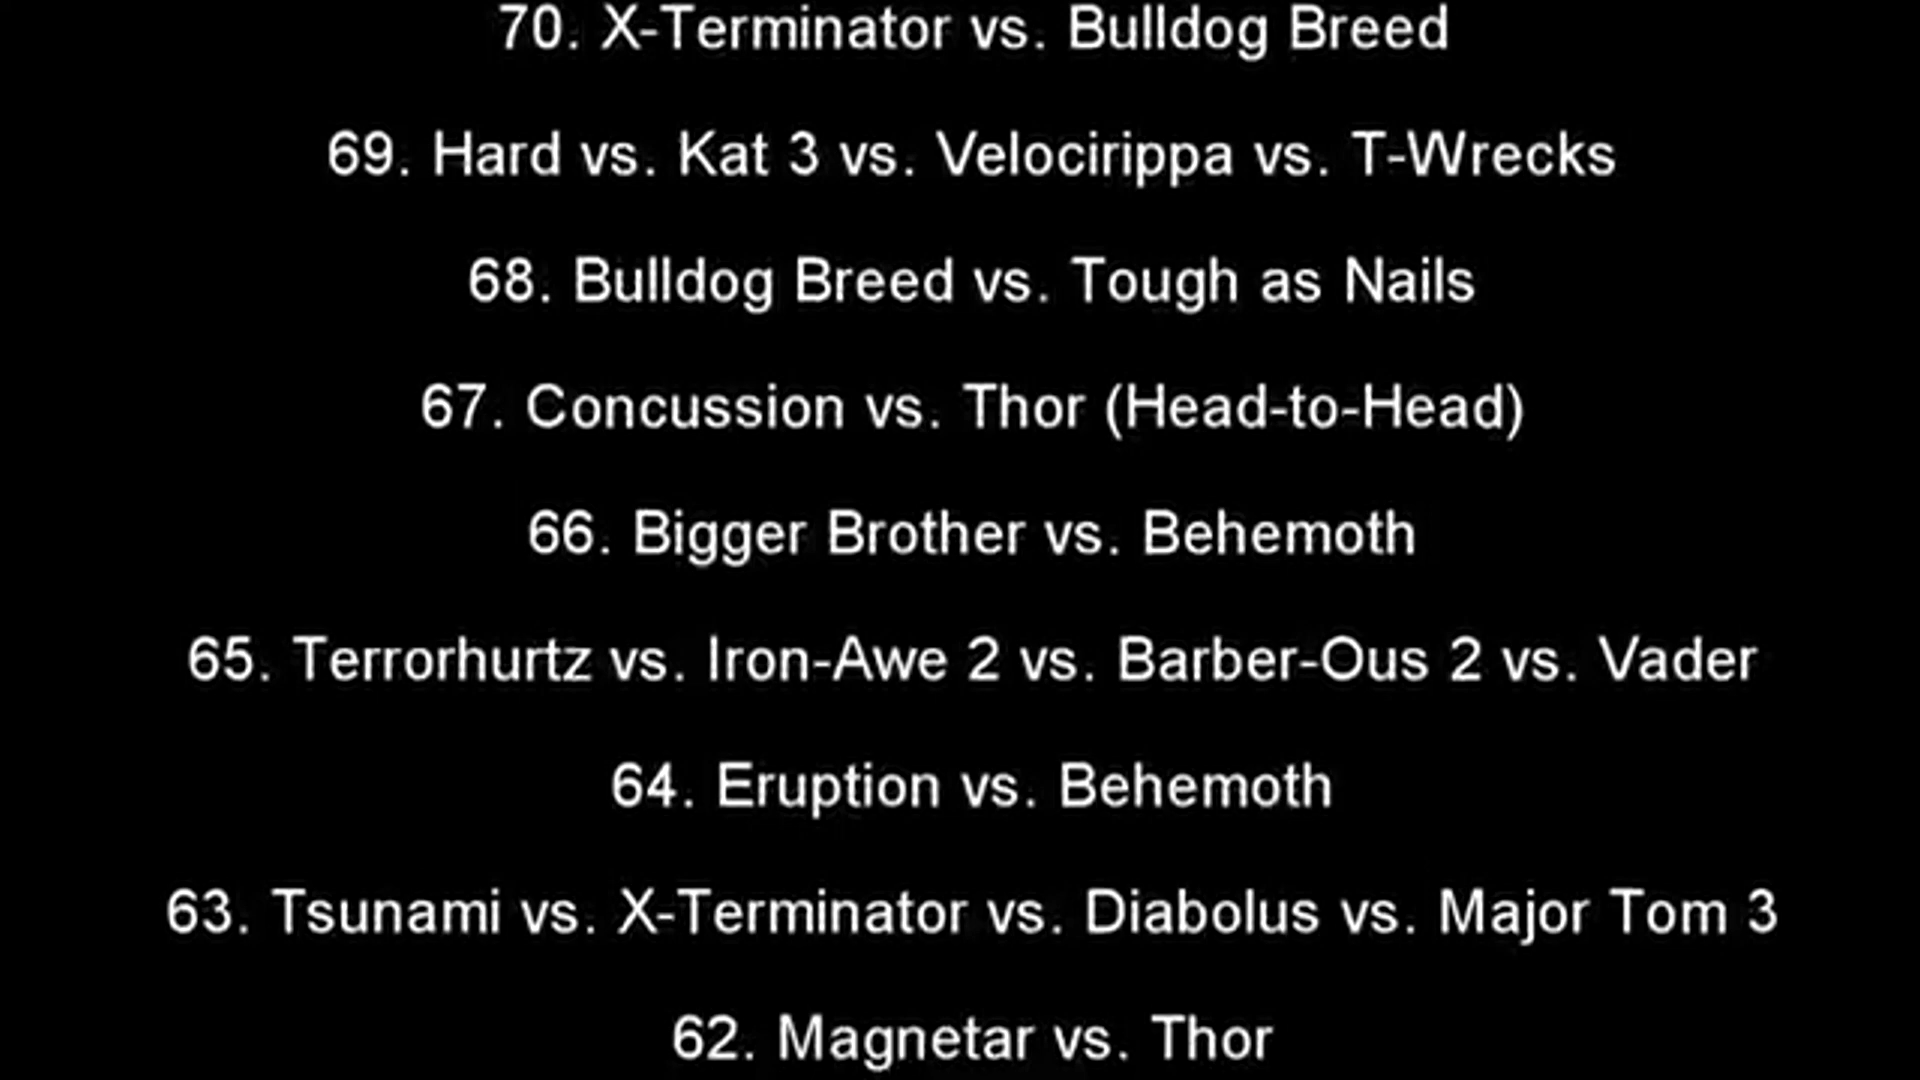 70. X-Terminator vs. Bulldog Breed
69. Hard vs. Kat 3 vs. Velocirippa vs. T-Wrecks
68. Bulldog Breed vs. Tough as Nails
67. Concussion vs. Thor (Head-to-Head)
66. Bigger Brother vs. Behemoth
65. Terrorhurtz vs. Iron-Awe 2 vs. Barber-Ous 2 vs. Vader
64. Eruption vs. Behemoth
63. Tsunami vs. X-Terminator vs. Diabolus vs. Major Tom 3
62. Magnetar vs. Thor